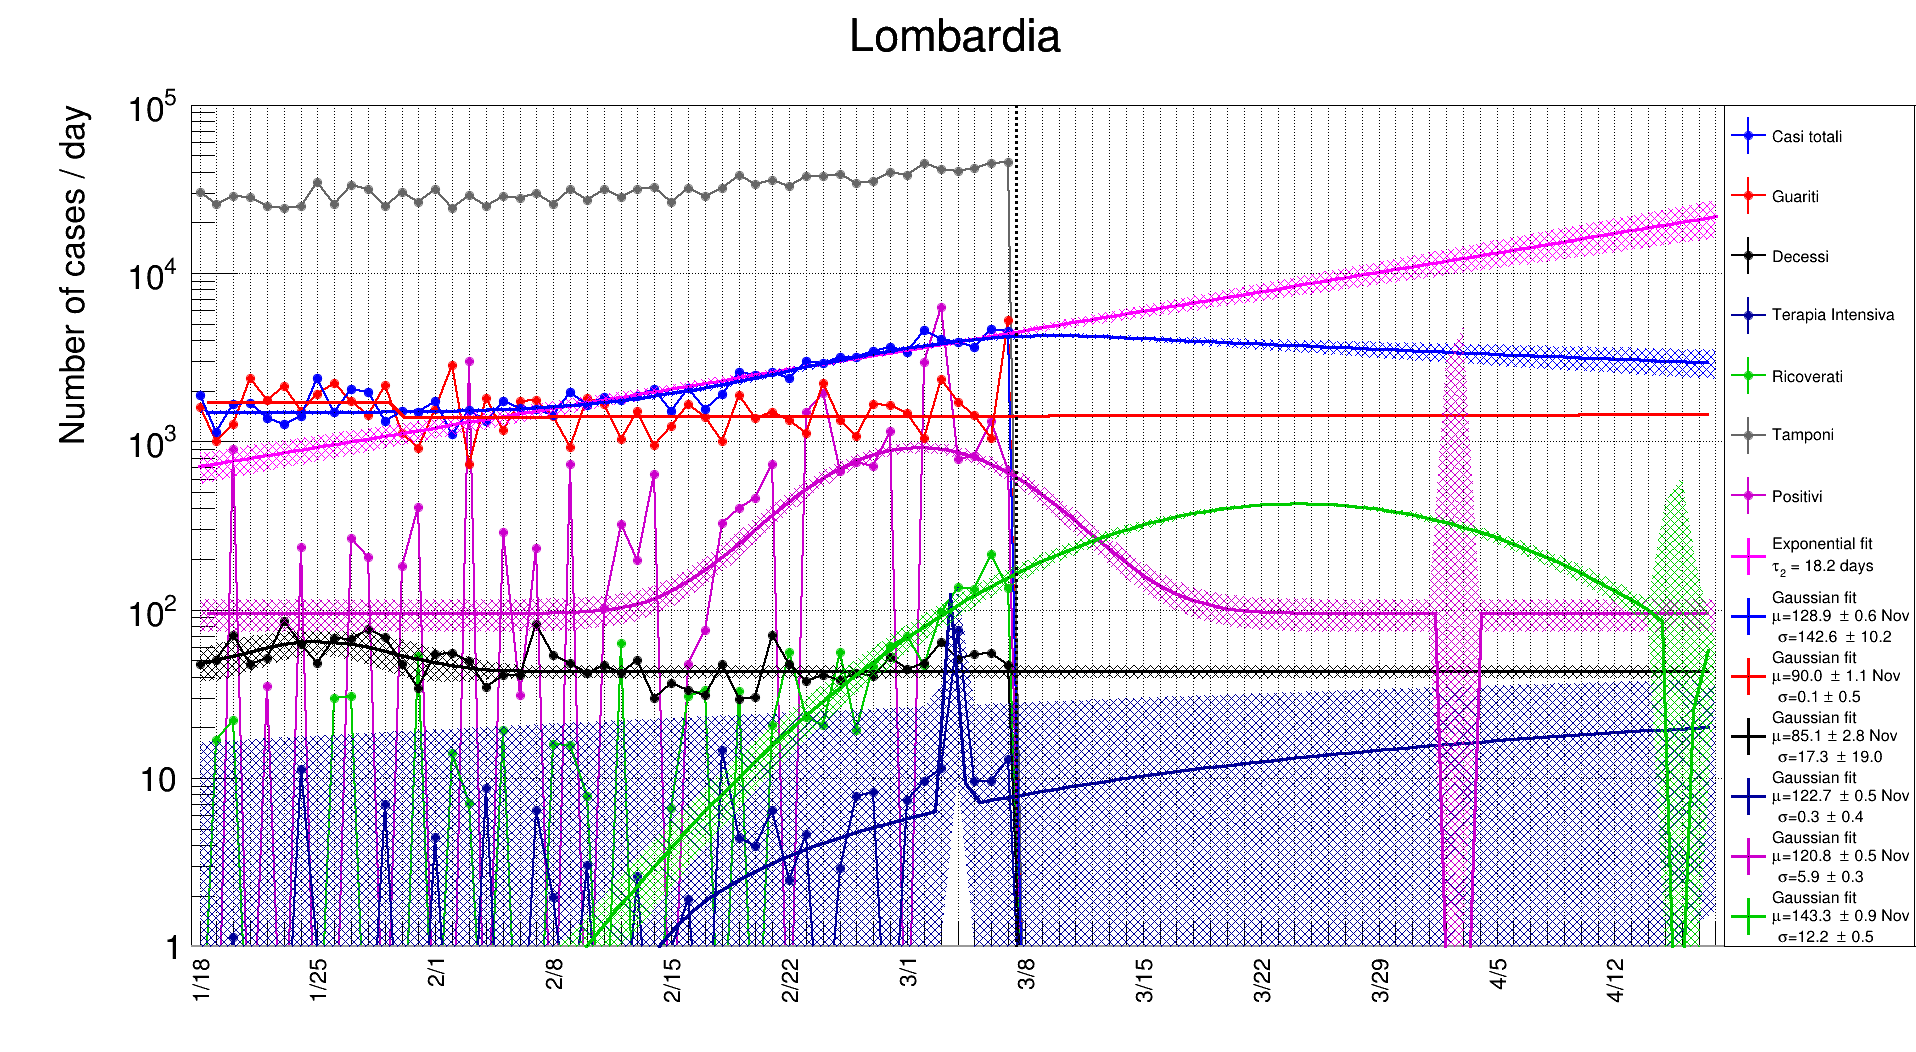 Lombardia
Number of cases / day
10^5
10^4
10^3
10^2
10
1
1/18
1/25
2/1
2/8
2/15
2/22
3/1
3/8
3/15
3/22
3/29
4/5
4/12
Casi totali
Guariti
Decessi
Terapia Intensiva
Ricoverati
Tamponi
Positivi
Exponential fit
τ₂ = 18.2 days
Gaussian fit
μ=128.9 ± 0.6 Nov
σ=142.6 ± 10.2
Gaussian fit
μ=90.0 ± 1.1 Nov
σ=0.1 ± 0.5
Gaussian fit
μ=85.1 ± 2.8 Nov
σ=17.3 ± 19.0
Gaussian fit
μ=122.7 ± 0.5 Nov
σ=0.3 ± 0.4
Gaussian fit
μ=120.8 ± 0.5 Nov
σ=5.9 ± 0.3
Gaussian fit
μ=143.3 ± 0.9 Nov
σ=12.2 ± 0.5